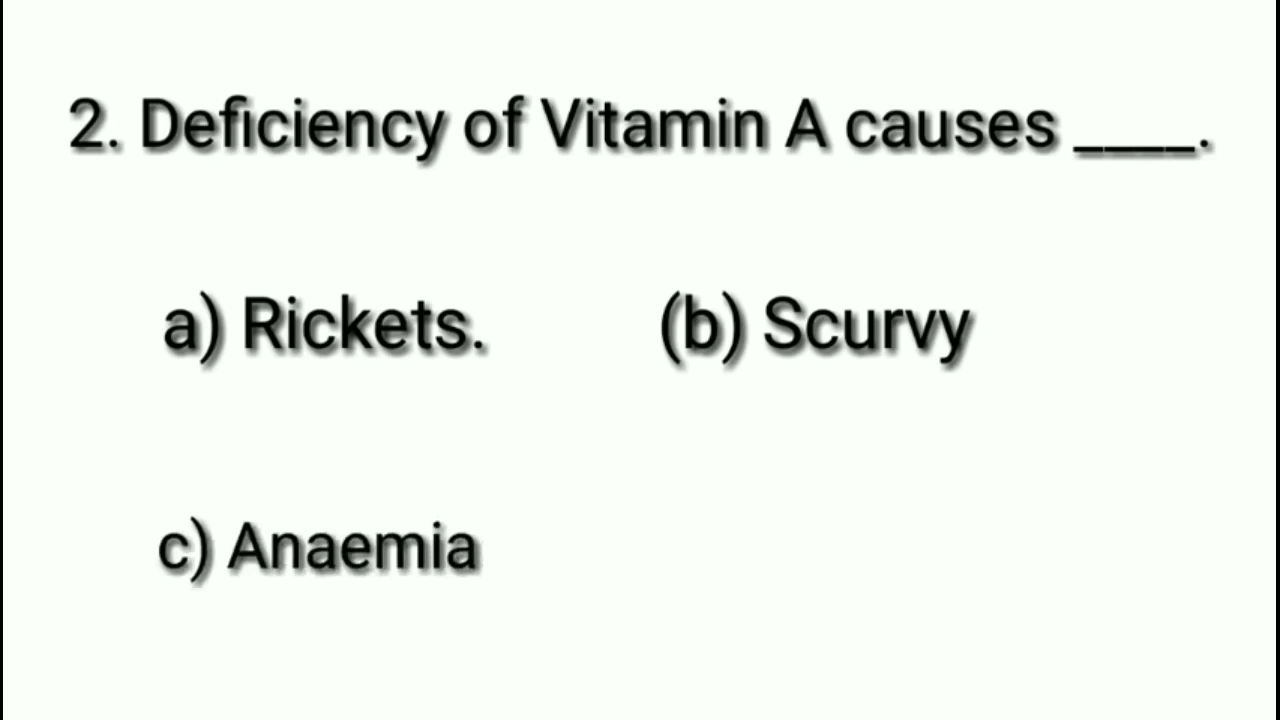 2. Deficiency of Vitamin A causes ____.
a) Rickets. (b) Scurvy
c) Anaemia